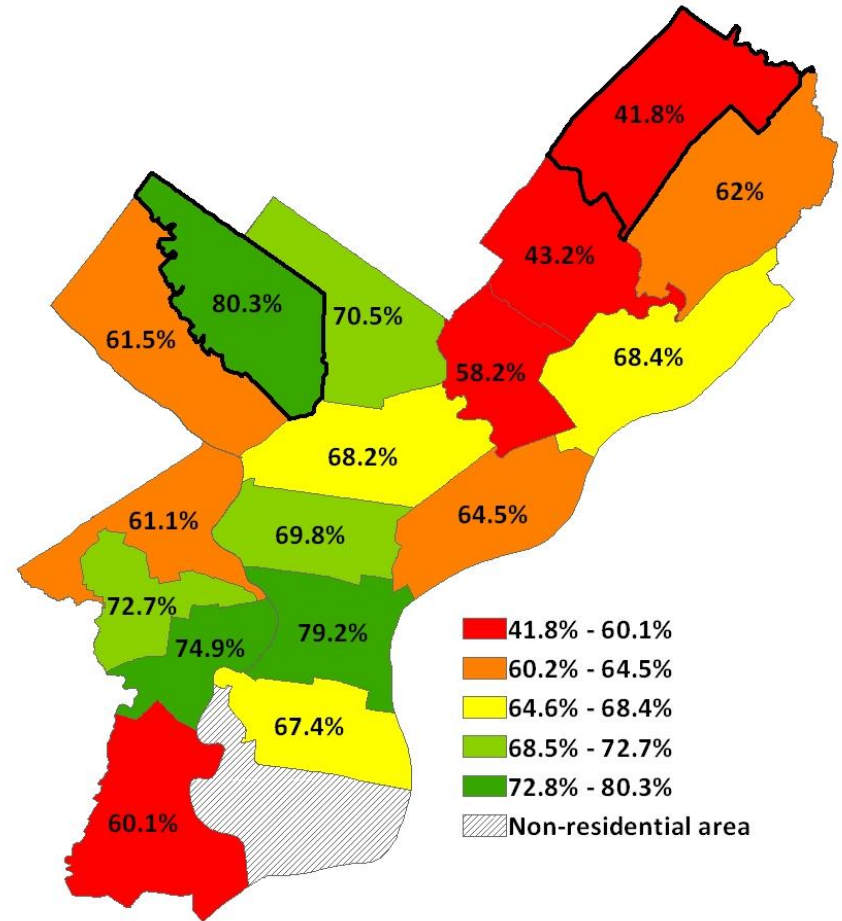 41.8%
62%
43.2%
80.3%
70.5%
61.5%
68.4%
58.2%
68.2%
64.5%
61.1%
69.8%
72.7%
79.2%
74.9%
67.4%
60.1%
41.8% - 60.1%
60.2% - 64.5%
64.6% - 68.4%
68.5% - 72.7%
72.8% - 80.3%
Non-residential area